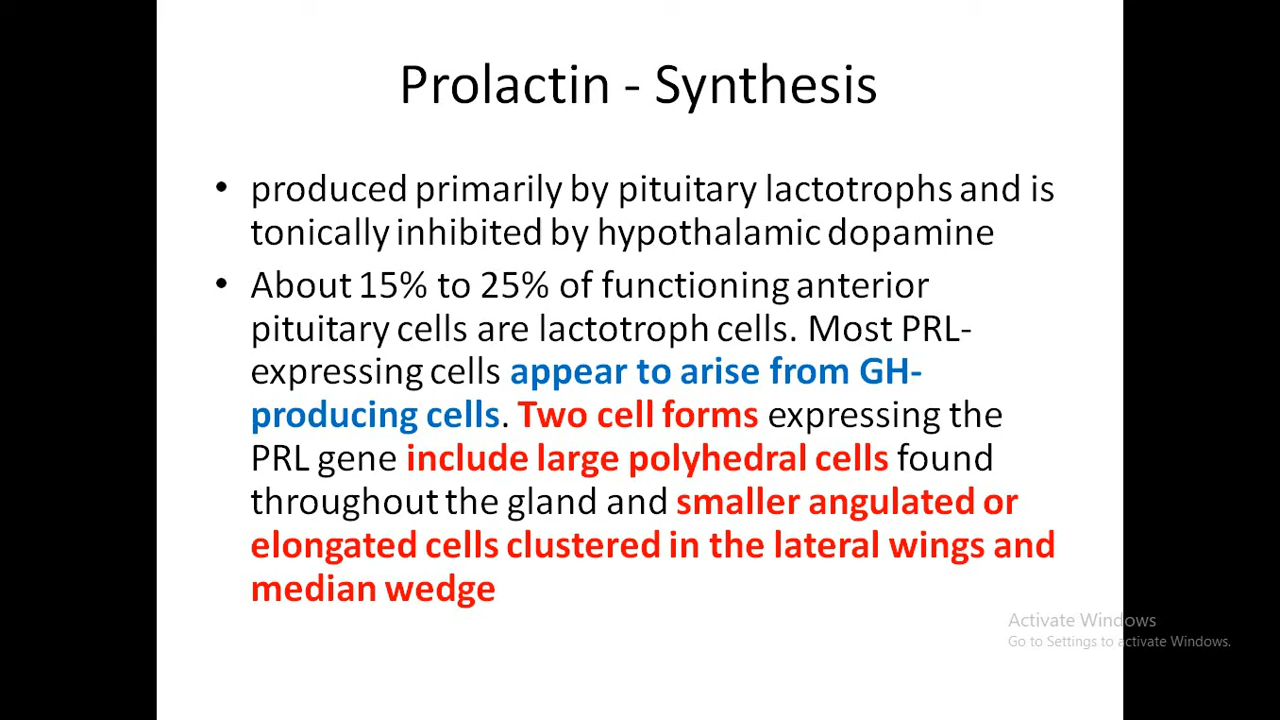 Prolactin - Synthesis
• produced primarily by pituitary lactotrophs and is
tonically inhibited by hypothalamic dopamine
• About 15% to 25% of functioning anterior
pituitary cells are lactotroph cells. Most PRL-
expressing cells appear to arise from GH-
producing cells. Two cell forms expressing the
PRL gene include large polyhedral cells found
throughout the gland and smaller angulated or
elongated cells clustered in the lateral wings and
median wedge
Activate Windows
Go to Settings to activate Windows.